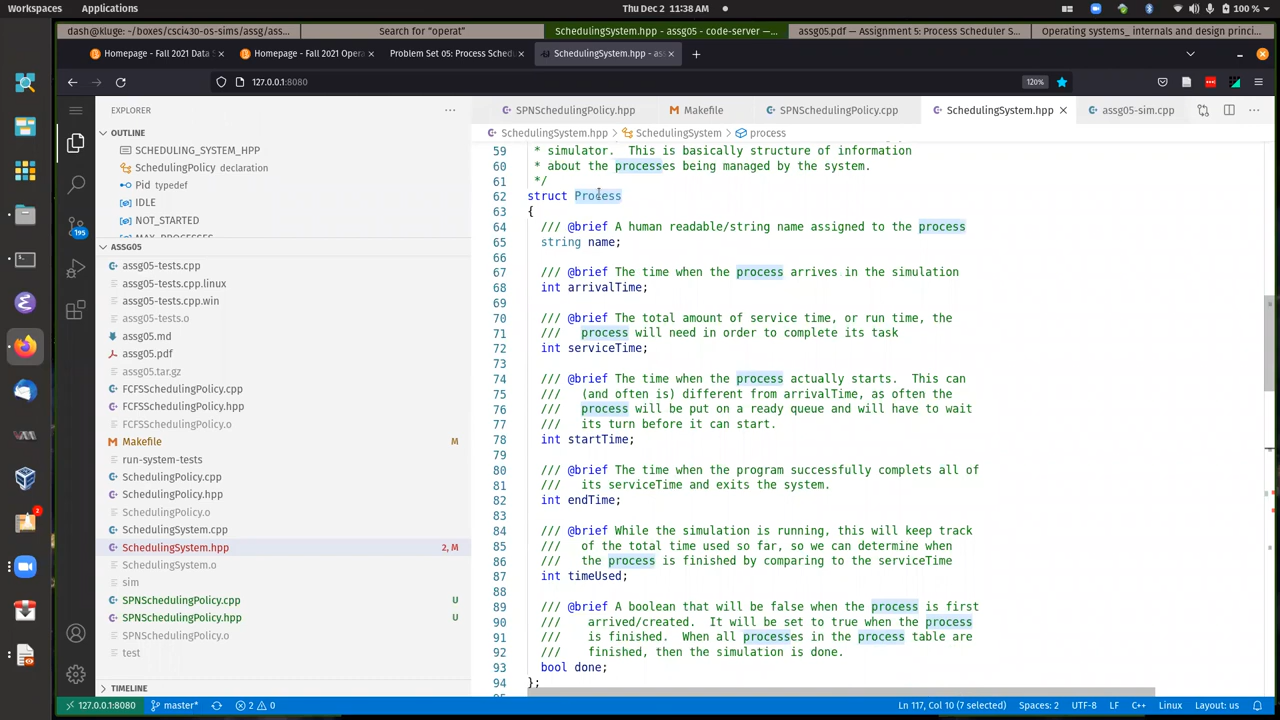 Workspaces Applications Thu Dec 2 11:38 AM 100 %
dash@kluge: ~/boxes/csci430-os-sims/assg/ass... Search for "operat" SchedulingSystem.hpp - assg05 - code-server —... assg05.pdf — Assignment 5: Process Scheduler S... Operating systems_ internals and design princi...
Homepage - Fall 2021 Data S Homepage - Fall 2021 Opera Problem Set 05: Process Schedu SchedulingSystem.hpp - ass
127.0.0.1:8080 120%
EXPLORER
SPNSchedulingPolicy.hpp Makefile SPNSchedulingPolicy.cpp SchedulingSystem.hpp assg05-sim.cpp
SchedulingSystem.hpp > SchedulingSystem > process
OUTLINE
SCHEDULING_SYSTEM_HPP
SchedulingPolicy declaration
Pid typedef
IDLE
NOT_STARTED
MAX_PROCESSES
195
2
ASSG05
assg05-tests.cpp
assg05-tests.cpp.linux
assg05-tests.cpp.win
assg05-tests.o
assg05.md
assg05.pdf
assg05.tar.gz
FCFSSchedulingPolicy.cpp
FCFSSchedulingPolicy.hpp
FCFSSchedulingPolicy.o
Makefile M
run-system-tests
SchedulingPolicy.cpp
SchedulingPolicy.hpp
SchedulingPolicy.o
SchedulingSystem.cpp
SchedulingSystem.hpp 2, M
SchedulingSystem.o
sim
SPNSchedulingPolicy.cpp U
SPNSchedulingPolicy.hpp U
SPNSchedulingPolicy.o
test
TIMELINE
59 * simulator. This is basically structure of information
60 * about the processes being managed by the system.
61 */
62 struct Process
63 {
64 /// @brief A human readable/string name assigned to the process
65 string name;
66
67 /// @brief The time when the process arrives in the simulation
68 int arrivalTime;
69
70 /// @brief The total amount of service time, or run time, the
71 /// process will need in order to complete its task
72 int serviceTime;
73
74 /// @brief The time when the process actually starts. This can
75 /// (and often is) different from arrivalTime, as often the
76 /// process will be put on a ready queue and will have to wait
77 /// its turn before it can start.
78 int startTime;
79
80 /// @brief The time when the program successfully complets all of
81 /// its serviceTime and exits the system.
82 int endTime;
83
84 /// @brief While the simulation is running, this will keep track
85 /// of the total time used so far, so we can determine when
86 /// the process is finished by comparing to the serviceTime
87 int timeUsed;
88
89 /// @brief A boolean that will be false when the process is first
90 /// arrived/created. It will be set to true when the process
91 /// is finished. When all processes in the process table are
92 /// finished, then the simulation is done.
93 bool done;
94 };
127.0.0.1:8080 master* 2 0 Ln 117, Col 10 (7 selected) Spaces: 2 UTF-8 LF C++ Linux Layout: us